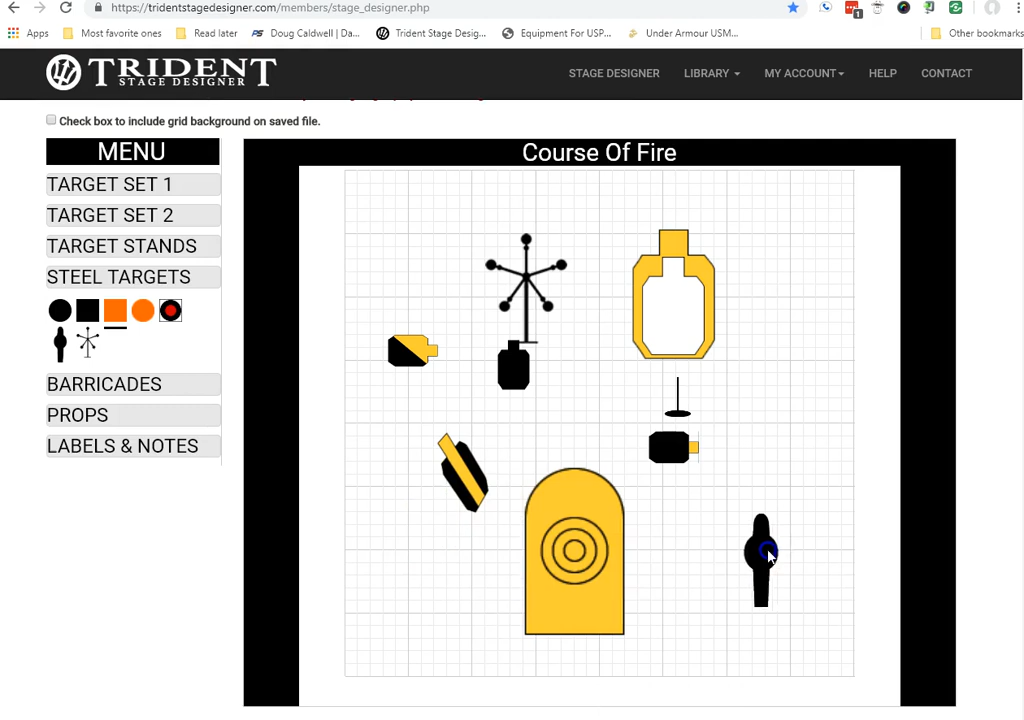 https://tridentstagedesigner.com/members/stage_designer.php
1
Apps Most favorite ones Read later Doug Caldwell | Da... Trident Stage Desig... Equipment For USP... Under Armour USM... Other bookmarks
TRIDENT
STAGE DESIGNER
STAGE DESIGNER LIBRARY MY ACCOUNT HELP CONTACT
Check box to include grid background on saved file.
MENU
Course Of Fire
TARGET SET 1
TARGET SET 2
TARGET STANDS
STEEL TARGETS
BARRICADES
PROPS
LABELS & NOTES